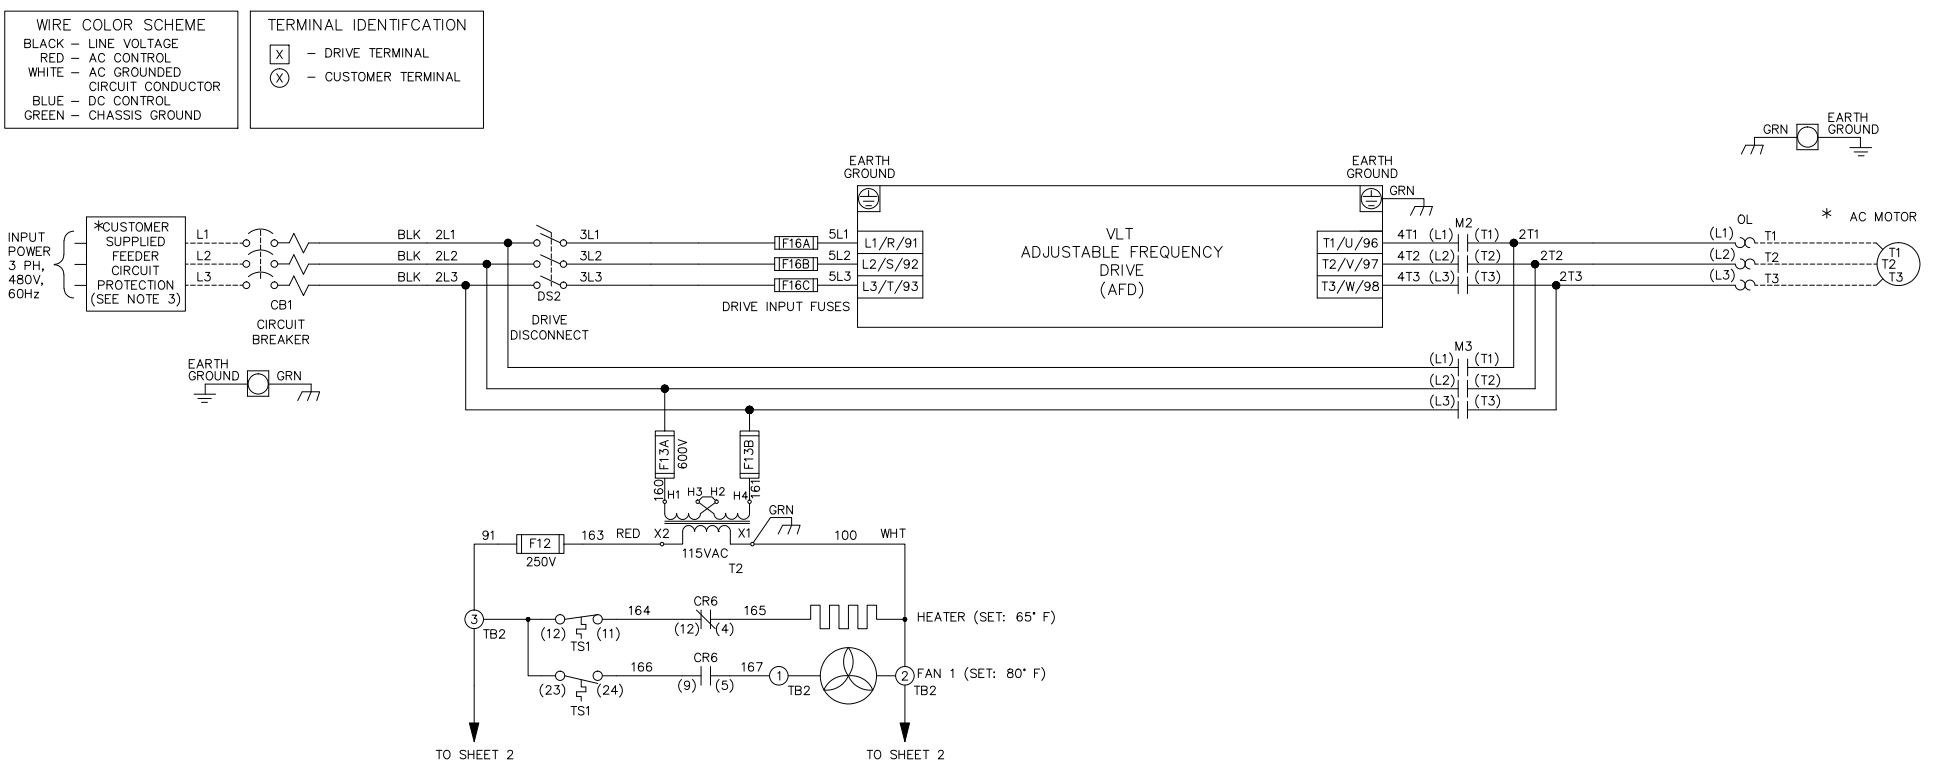 WIRE COLOR SCHEME
BLACK – LINE VOLTAGE
RED – AC CONTROL
WHITE – AC GROUNDED
CIRCUIT CONDUCTOR
BLUE – DC CONTROL
GREEN – CHASSIS GROUND
TERMINAL IDENTIFCATION
X – DRIVE TERMINAL
X – CUSTOMER TERMINAL
GRN
EARTH
GROUND
INPUT
POWER
3 PH,
480V,
60Hz
*CUSTOMER
SUPPLIED
FEEDER
CIRCUIT
PROTECTION
(SEE NOTE 3)
L1
L2
L3
CB1
CIRCUIT
BREAKER
BLK 2L1
BLK 2L2
BLK 2L3
DS2
DRIVE
DISCONNECT
3L1
3L2
3L3
F16A
F16B
F16C
DRIVE INPUT FUSES
5L1
5L2
5L3
EARTH
GROUND
L1/R/91
L2/S/92
L3/T/93
VLT
ADJUSTABLE FREQUENCY
DRIVE
(AFD)
EARTH
GROUND
GRN
T1/U/96
T2/V/97
T3/W/98
M2
4T1 (L1) (T1) 2T1
4T2 (L2) (T2) 2T2
4T3 (L3) (T3) 2T3
OL
(L1) T1
(L2) T2
(L3) T3
* AC MOTOR
T1
T2
T3
M3
(L1) (T1)
(L2) (T2)
(L3) (T3)
EARTH
GROUND
GRN
F13A
600V
F13B
160
161
H1 H3 H2 H4
GRN
91
F12
250V
163 RED X2
X1
115VAC
T2
100 WHT
3
TB2
(12) (11)
TS1
164
CR6
(12) (4)
165
HEATER (SET: 65° F)
(23) (24)
TS1
166
CR6
(9) (5)
167
1
TB2
2
TB2
FAN 1 (SET: 80° F)
TO SHEET 2
TO SHEET 2